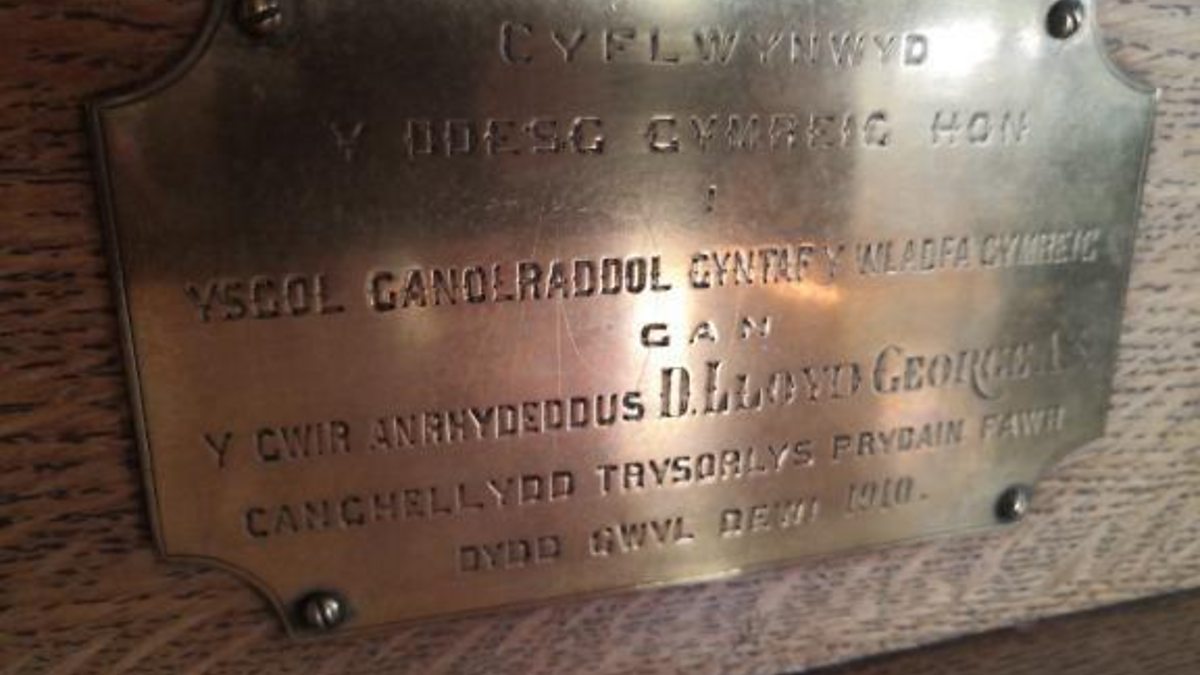 CYFLWYNWYD
Y DDESG GYMREIG HON
I
YSGOL GANOLRADDOL GYNTAF Y WLADFA GYMREIG
GAN
Y GWIR ANRHYDEDDUS D. LLOYD GEORGE A.S.
CANGHELLYDD TRYSORLYS PRYDAIN FAWR
DYDD GWYL DEWI 1910.